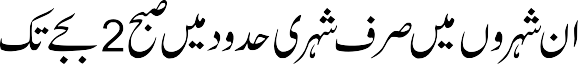 ان شہروں میں صرف شہری حدود میں صبح 2 بجے تک